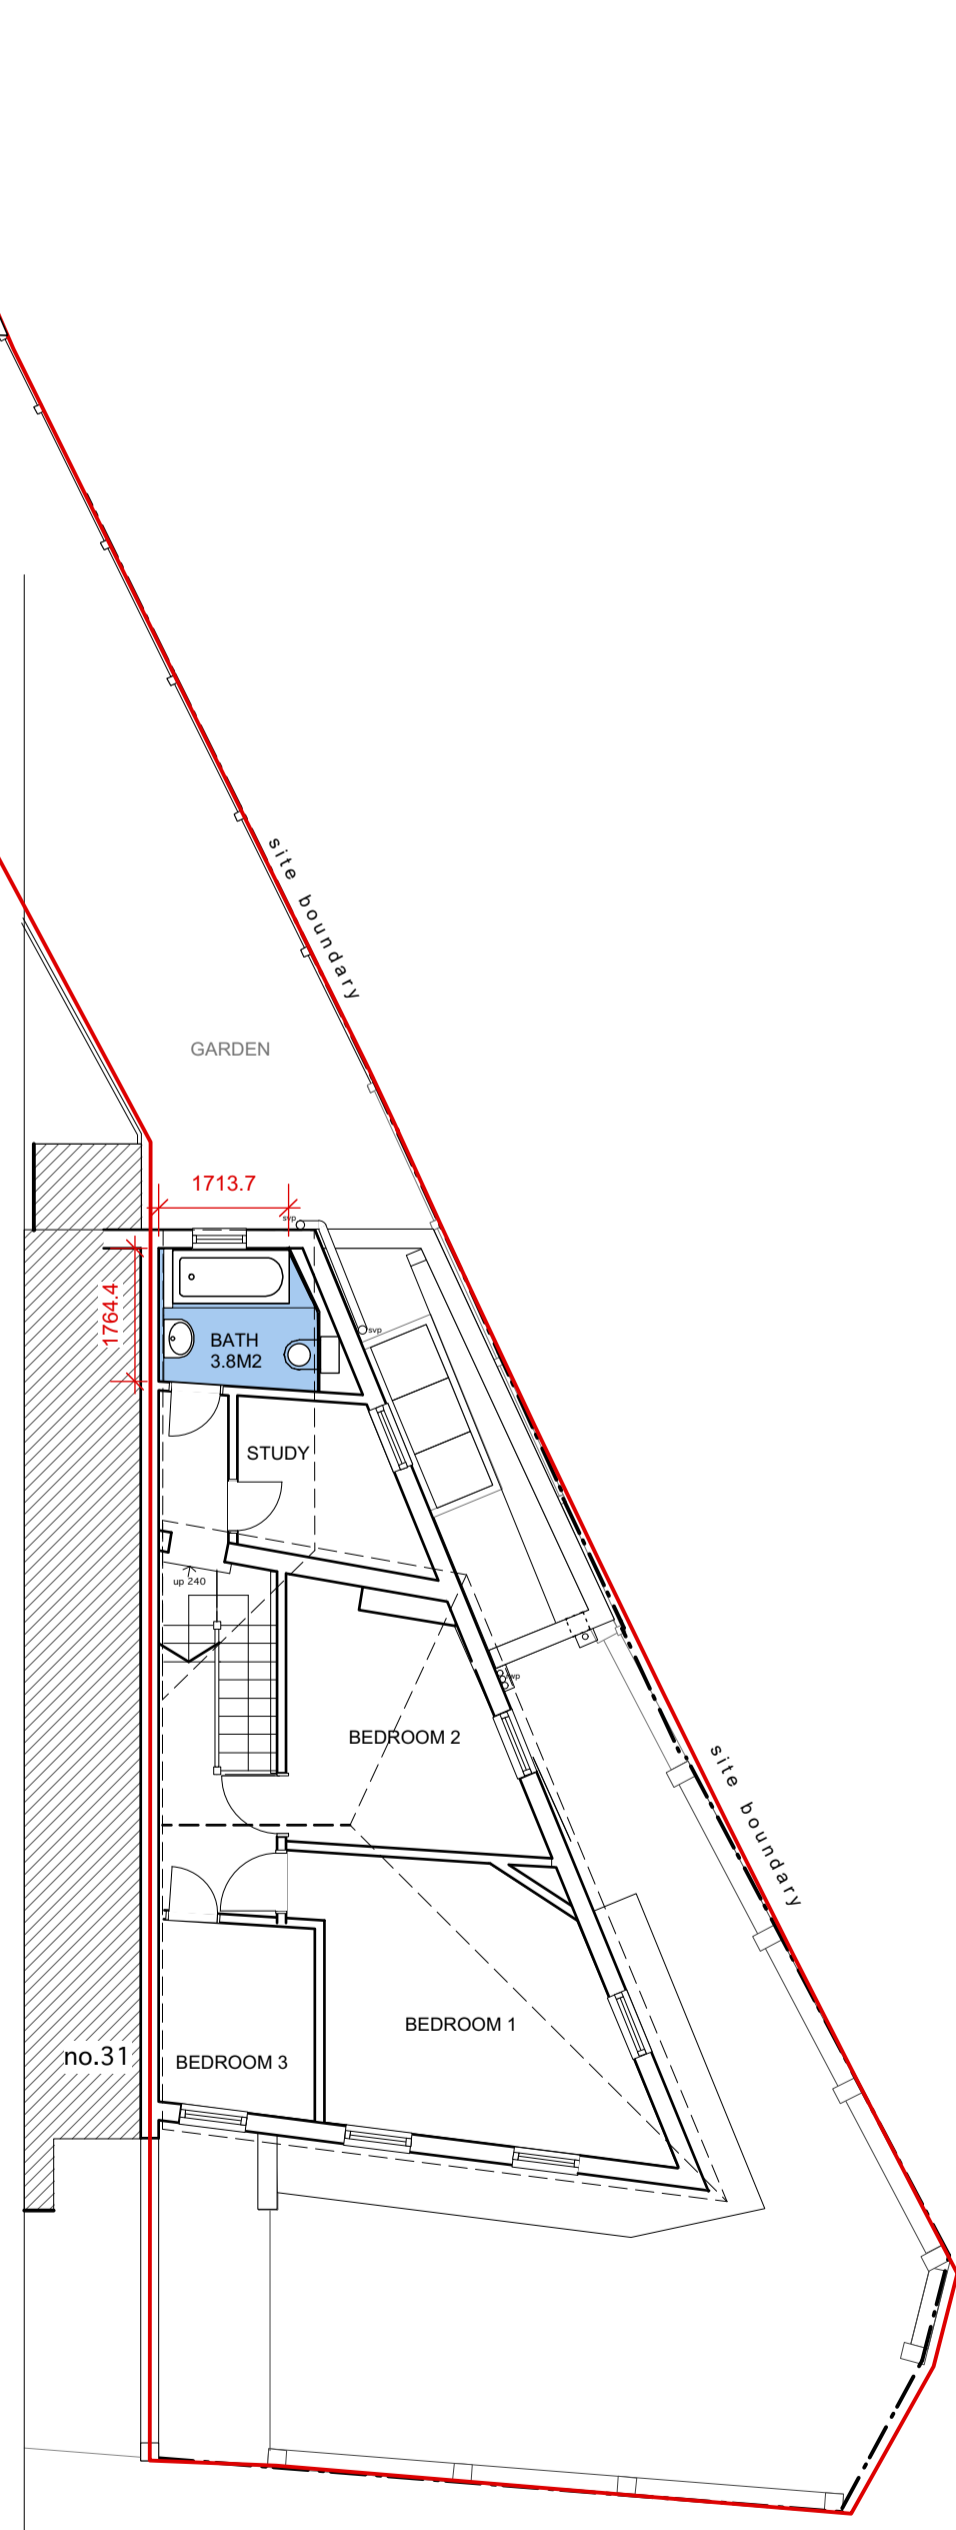 site boundary
GARDEN
1713.7
svp
1764.4
svp
BATH
3.8M2
STUDY
up 240
BEDROOM 2
site boundary
BEDROOM 1
no.31
BEDROOM 3